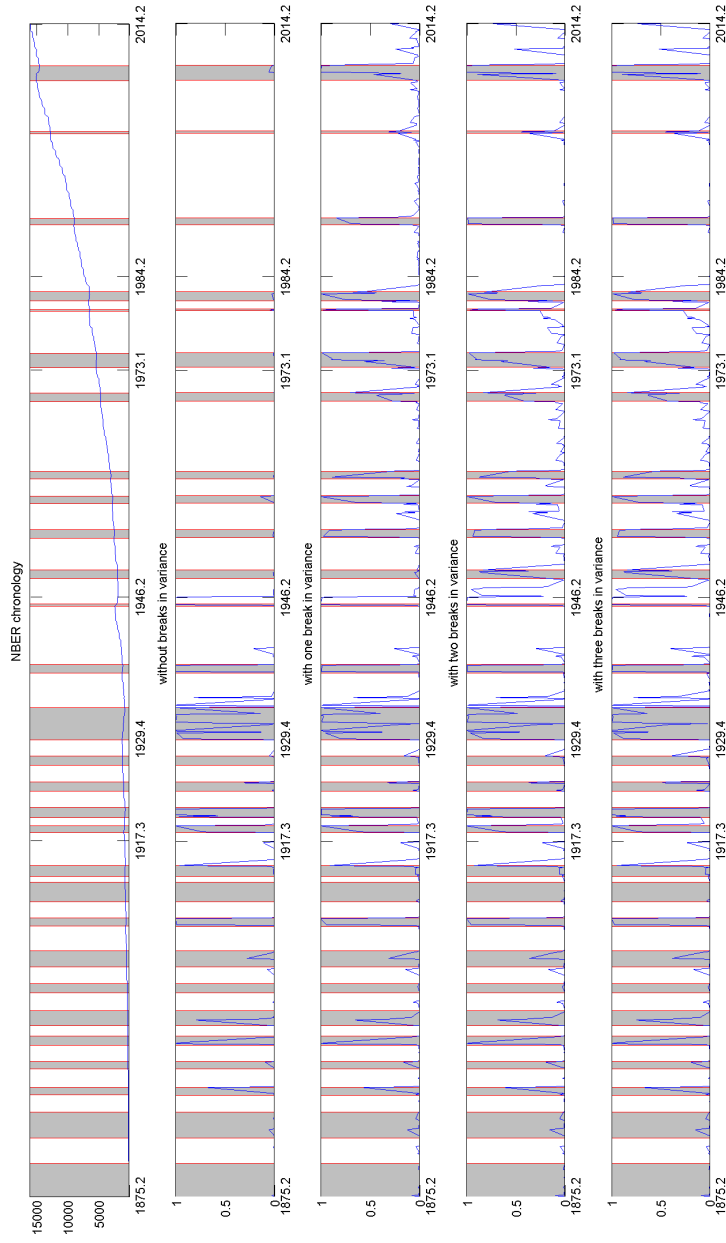 NBER chronology
15000
10000
5000
1875.2 1917.3 1929.4 1946.2 1973.1 1984.2 2014.2
without breaks in variance
1
0.5
0
1875.2 1917.3 1929.4 1946.2 1973.1 1984.2 2014.2
with one break in variance
1
0.5
0
1875.2 1917.3 1929.4 1946.2 1973.1 1984.2 2014.2
with two breaks in variance
1
0.5
0
1875.2 1917.3 1929.4 1946.2 1973.1 1984.2 2014.2
with three breaks in variance
1
0.5
0
1875.2 1917.3 1929.4 1946.2 1973.1 1984.2 2014.2